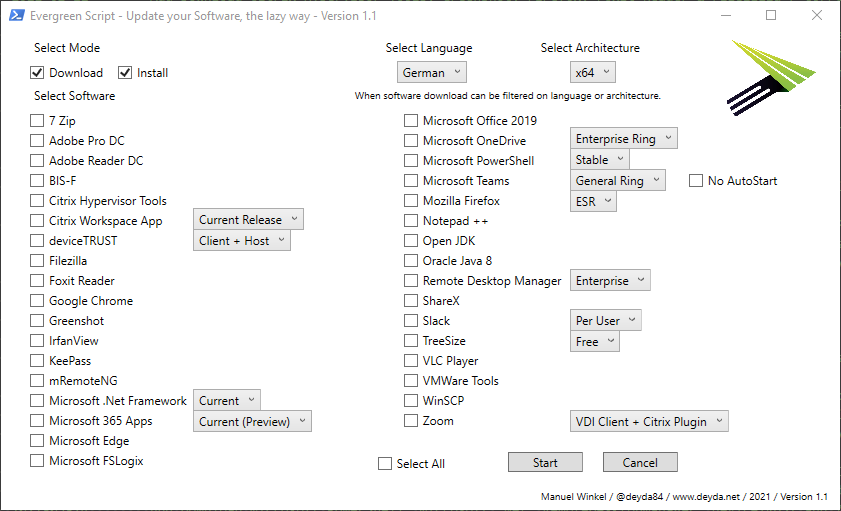 Evergreen Script - Update your Software, the lazy way - Version 1.1
Select Mode
Select Language
Select Architecture
Download
Install
German
x64
Select Software
When software download can be filtered on language or architecture.
7 Zip
Adobe Pro DC
Adobe Reader DC
BIS-F
Citrix Hypervisor Tools
Citrix Workspace App
Current Release
deviceTRUST
Client + Host
Filezilla
Foxit Reader
Google Chrome
Greenshot
IrfanView
KeePass
mRemoteNG
Microsoft .Net Framework
Current
Microsoft 365 Apps
Current (Preview)
Microsoft Edge
Microsoft FSLogix
Microsoft Office 2019
Microsoft OneDrive
Enterprise Ring
Microsoft PowerShell
Stable
Microsoft Teams
General Ring
No AutoStart
Mozilla Firefox
ESR
Notepad ++
Open JDK
Oracle Java 8
Remote Desktop Manager
Enterprise
ShareX
Slack
Per User
TreeSize
Free
VLC Player
VMWare Tools
WinSCP
Zoom
VDI Client + Citrix Plugin
Select All
Start
Cancel
Manuel Winkel / @deyda84 / www.deyda.net / 2021 / Version 1.1